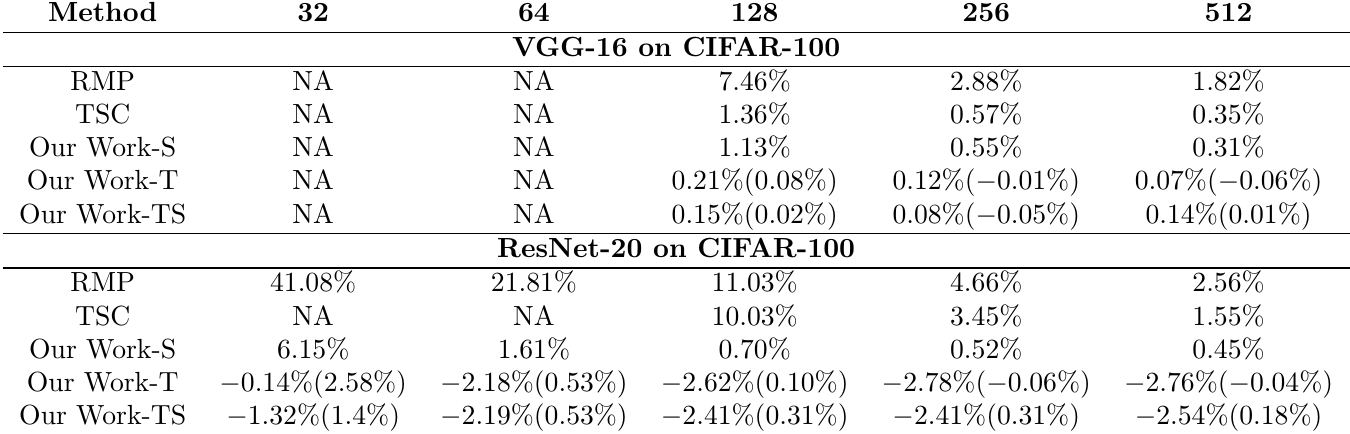 Method 32 64 128 256 512
VGG-16 on CIFAR-100
RMP NA NA 7.46% 2.88% 1.82%
TSC NA NA 1.36% 0.57% 0.35%
Our Work-S NA NA 1.13% 0.55% 0.31%
Our Work-T NA NA 0.21%(0.08%) 0.12%(−0.01%) 0.07%(−0.06%)
Our Work-TS NA NA 0.15%(0.02%) 0.08%(−0.05%) 0.14%(0.01%)
ResNet-20 on CIFAR-100
RMP 41.08% 21.81% 11.03% 4.66% 2.56%
TSC NA NA 10.03% 3.45% 1.55%
Our Work-S 6.15% 1.61% 0.70% 0.52% 0.45%
Our Work-T −0.14%(2.58%) −2.18%(0.53%) −2.62%(0.10%) −2.78%(−0.06%) −2.76%(−0.04%)
Our Work-TS −1.32%(1.4%) −2.19%(0.53%) −2.41%(0.31%) −2.41%(0.31%) −2.54%(0.18%)